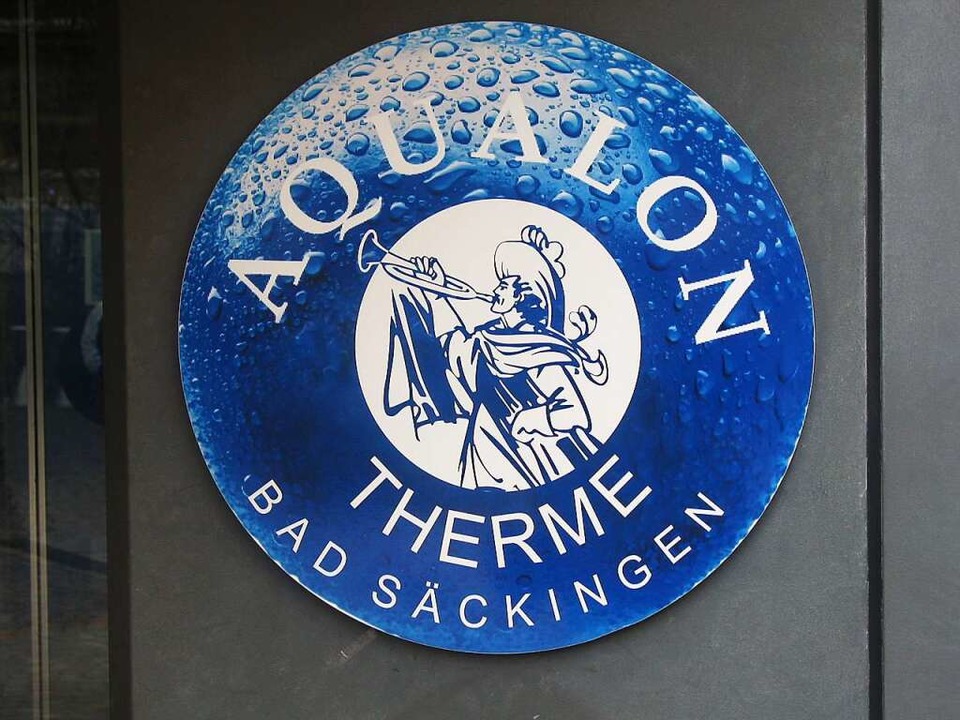 AQUALON
THERME
BAD SÄCKINGEN